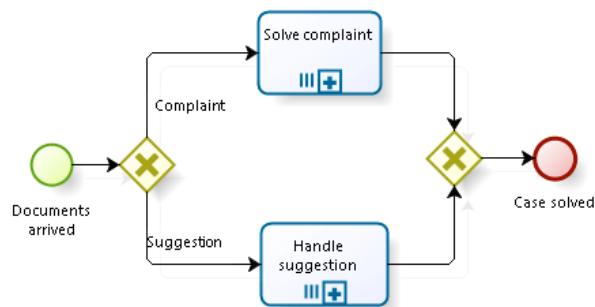 Solve complaint
Complaint
Documents
arrived
Case solved
Suggestion
Handle
suggestion